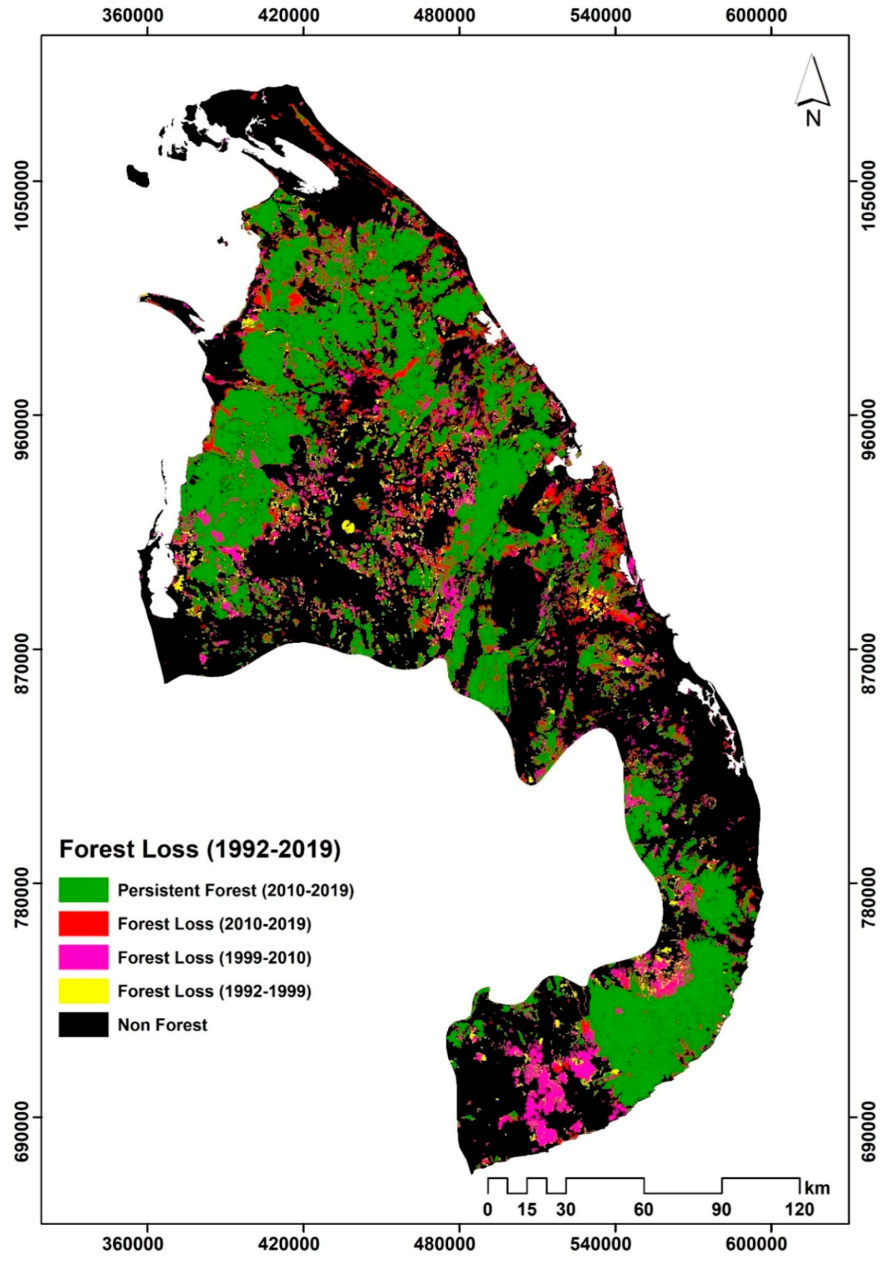 360000 420000 480000 540000 600000
N
1050000 1050000
960000 960000
870000 870000
Forest Loss (1992-2019)
Persistent Forest (2010-2019)
780000 780000
Forest Loss (2010-2019)
Forest Loss (1999-2010)
Forest Loss (1992-1999)
Non Forest
690000 690000
km
0 15 30 60 90 120
360000 420000 480000 540000 600000